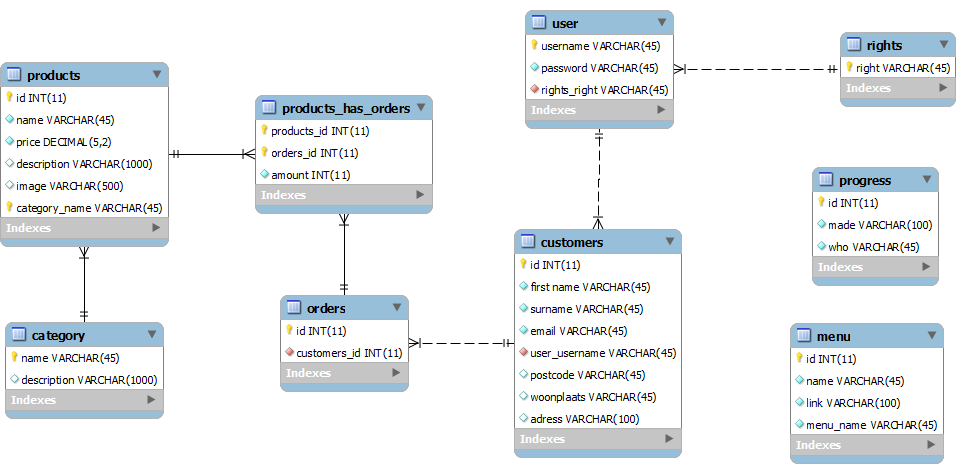 products
id INT(11)
name VARCHAR(45)
price DECIMAL(5,2)
description VARCHAR(1000)
image VARCHAR(500)
category_name VARCHAR(45)
Indexes
category
name VARCHAR(45)
description VARCHAR(1000)
Indexes
products_has_orders
products_id INT(11)
orders_id INT(11)
amount INT(11)
Indexes
orders
id INT(11)
customers_id INT(11)
Indexes
user
username VARCHAR(45)
password VARCHAR(45)
rights_right VARCHAR(45)
Indexes
customers
id INT(11)
first name VARCHAR(45)
surname VARCHAR(45)
email VARCHAR(45)
user_username VARCHAR(45)
postcode VARCHAR(45)
woonplaats VARCHAR(45)
adress VARCHAR(100)
Indexes
rights
right VARCHAR(45)
Indexes
progress
id INT(11)
made VARCHAR(100)
who VARCHAR(45)
Indexes
menu
id INT(11)
name VARCHAR(45)
link VARCHAR(100)
menu_name VARCHAR(45)
Indexes